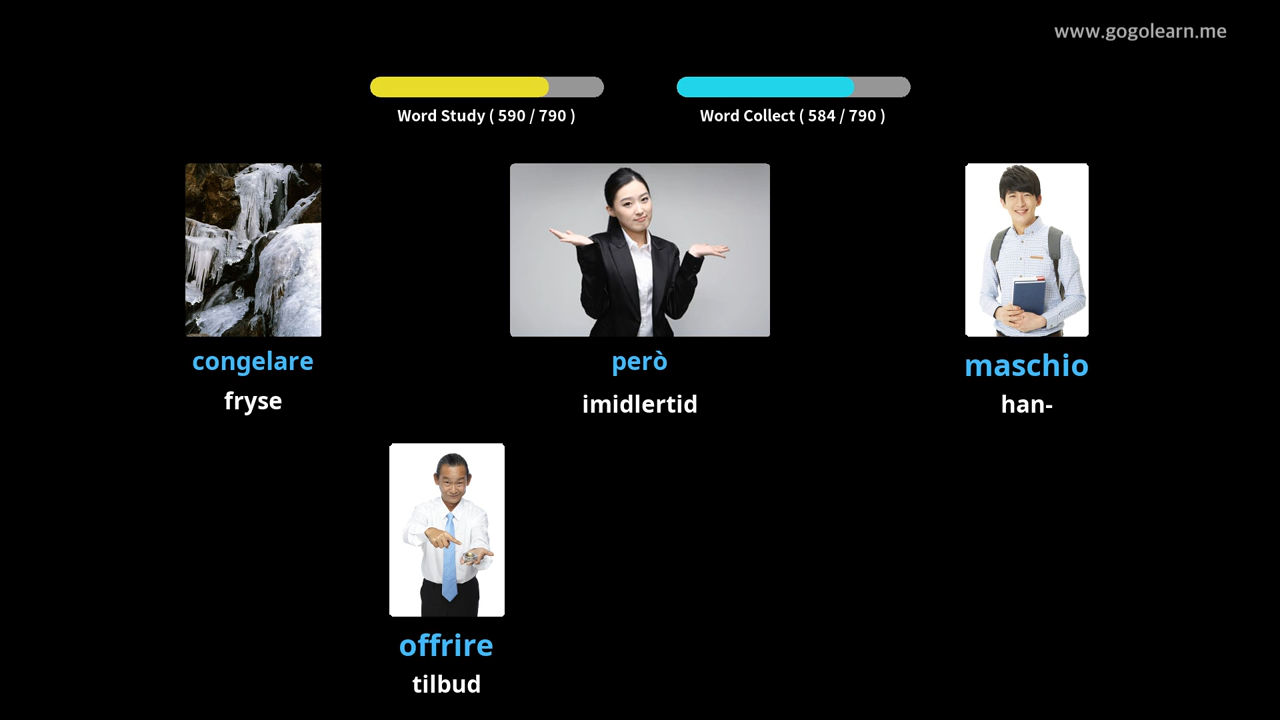 www.gogolearn.me
Word Study ( 590 / 790 )
Word Collect ( 584 / 790 )
congelare
fryse
però
imidlertid
maschio
han-
offrire
tilbud